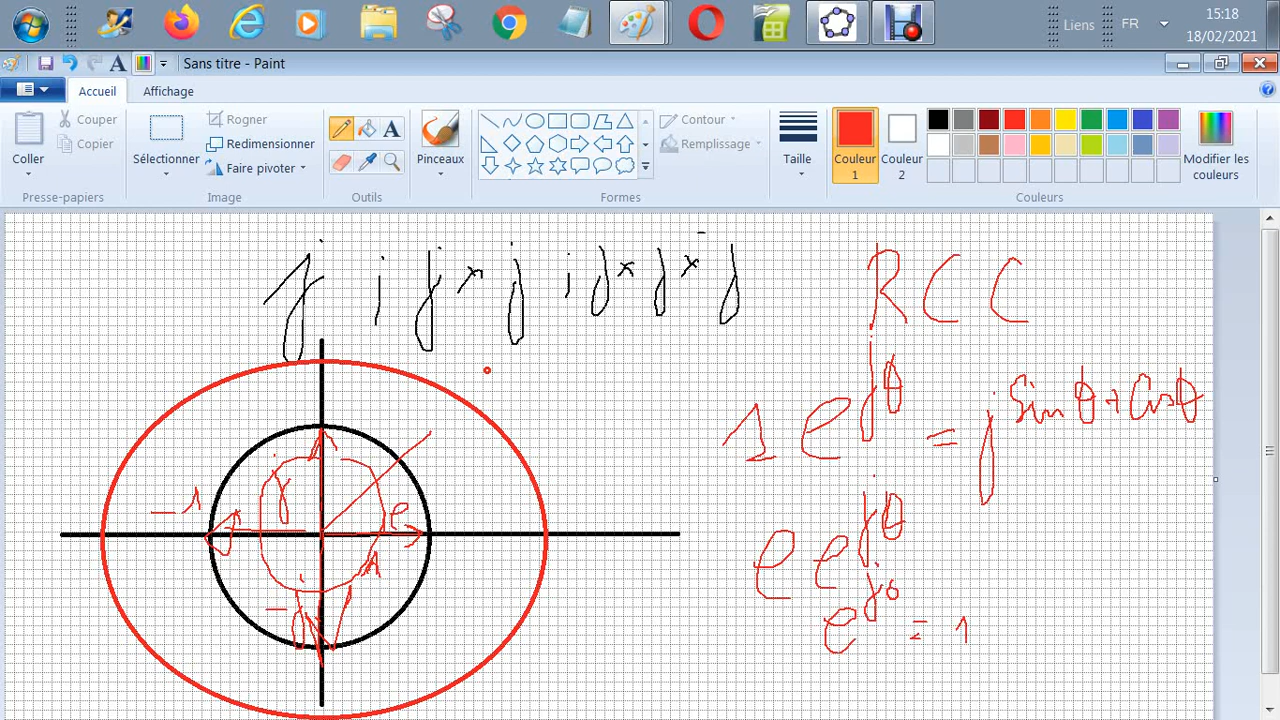 15:18
Liens FR
18/02/2021
Sans titre - Paint
Accueil Affichage
Couper
Copier
Coller
Rogner
Redimensionner
Faire pivoter
Sélectionner
A
Pinceaux
Contour
Remplissage
Taille
Couleur 1
Couleur 2
Modifier les couleurs
Presse-papiers Image Outils Formes Couleurs
j i j x j i j x j x j
R C C
1 e^jθ = j sin θ + Cos θ
e e^jθ
e^j0 = 1
-1
j
e
1
-j